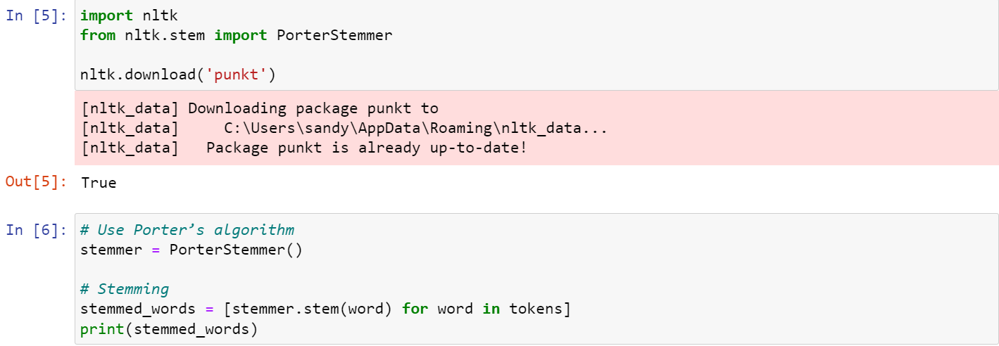 In [5]: import nltk
from nltk.stem import PorterStemmer
nltk.download('punkt')
[nltk_data] Downloading package punkt to
[nltk_data]     C:\Users\sandy\AppData\Roaming\nltk_data...
[nltk_data]   Package punkt is already up-to-date!
Out[5]: True
In [6]: # Use Porter’s algorithm
stemmer = PorterStemmer()
# Stemming
stemmed_words = [stemmer.stem(word) for word in tokens]
print(stemmed_words)